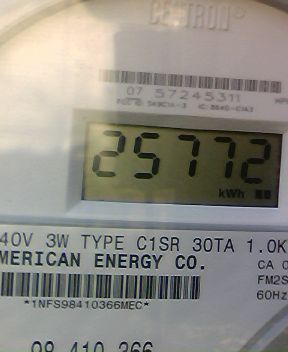 CENTRON®
07 57245311
25772
kWh
40V 3W TYPE C1SR 30TA 1.0K
MERICAN ENERGY CO.
CA 0
FM2S
60Hz
*1NFS98410366MEC*
98 410 366